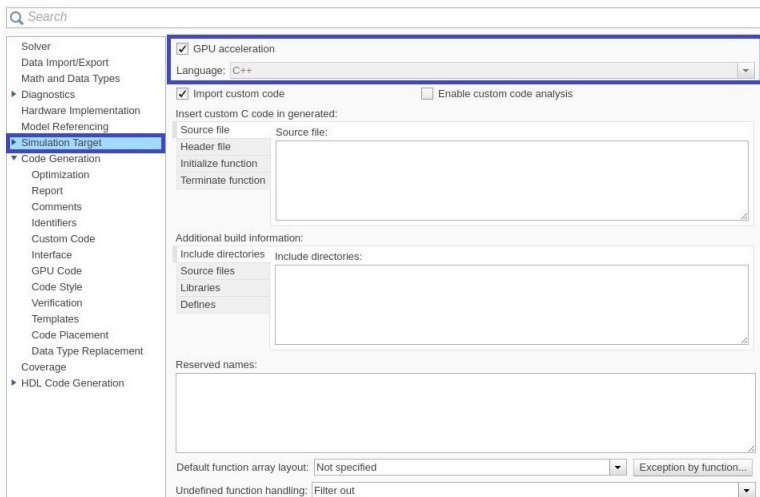 Search
Solver
Data Import/Export
Math and Data Types
Diagnostics
Hardware Implementation
Model Referencing
Simulation Target
Code Generation
Optimization
Report
Comments
Identifiers
Custom Code
Interface
GPU Code
Code Style
Verification
Templates
Code Placement
Data Type Replacement
Coverage
HDL Code Generation
GPU acceleration
Language: C++
Import custom code Enable custom code analysis
Insert custom C code in generated:
Source file
Header file
Initialize function
Terminate function
Source file:
Additional build information:
Include directories
Source files
Libraries
Defines
Include directories:
Reserved names:
Default function array layout: Not specified Exception by function...
Undefined function handling: Filter out